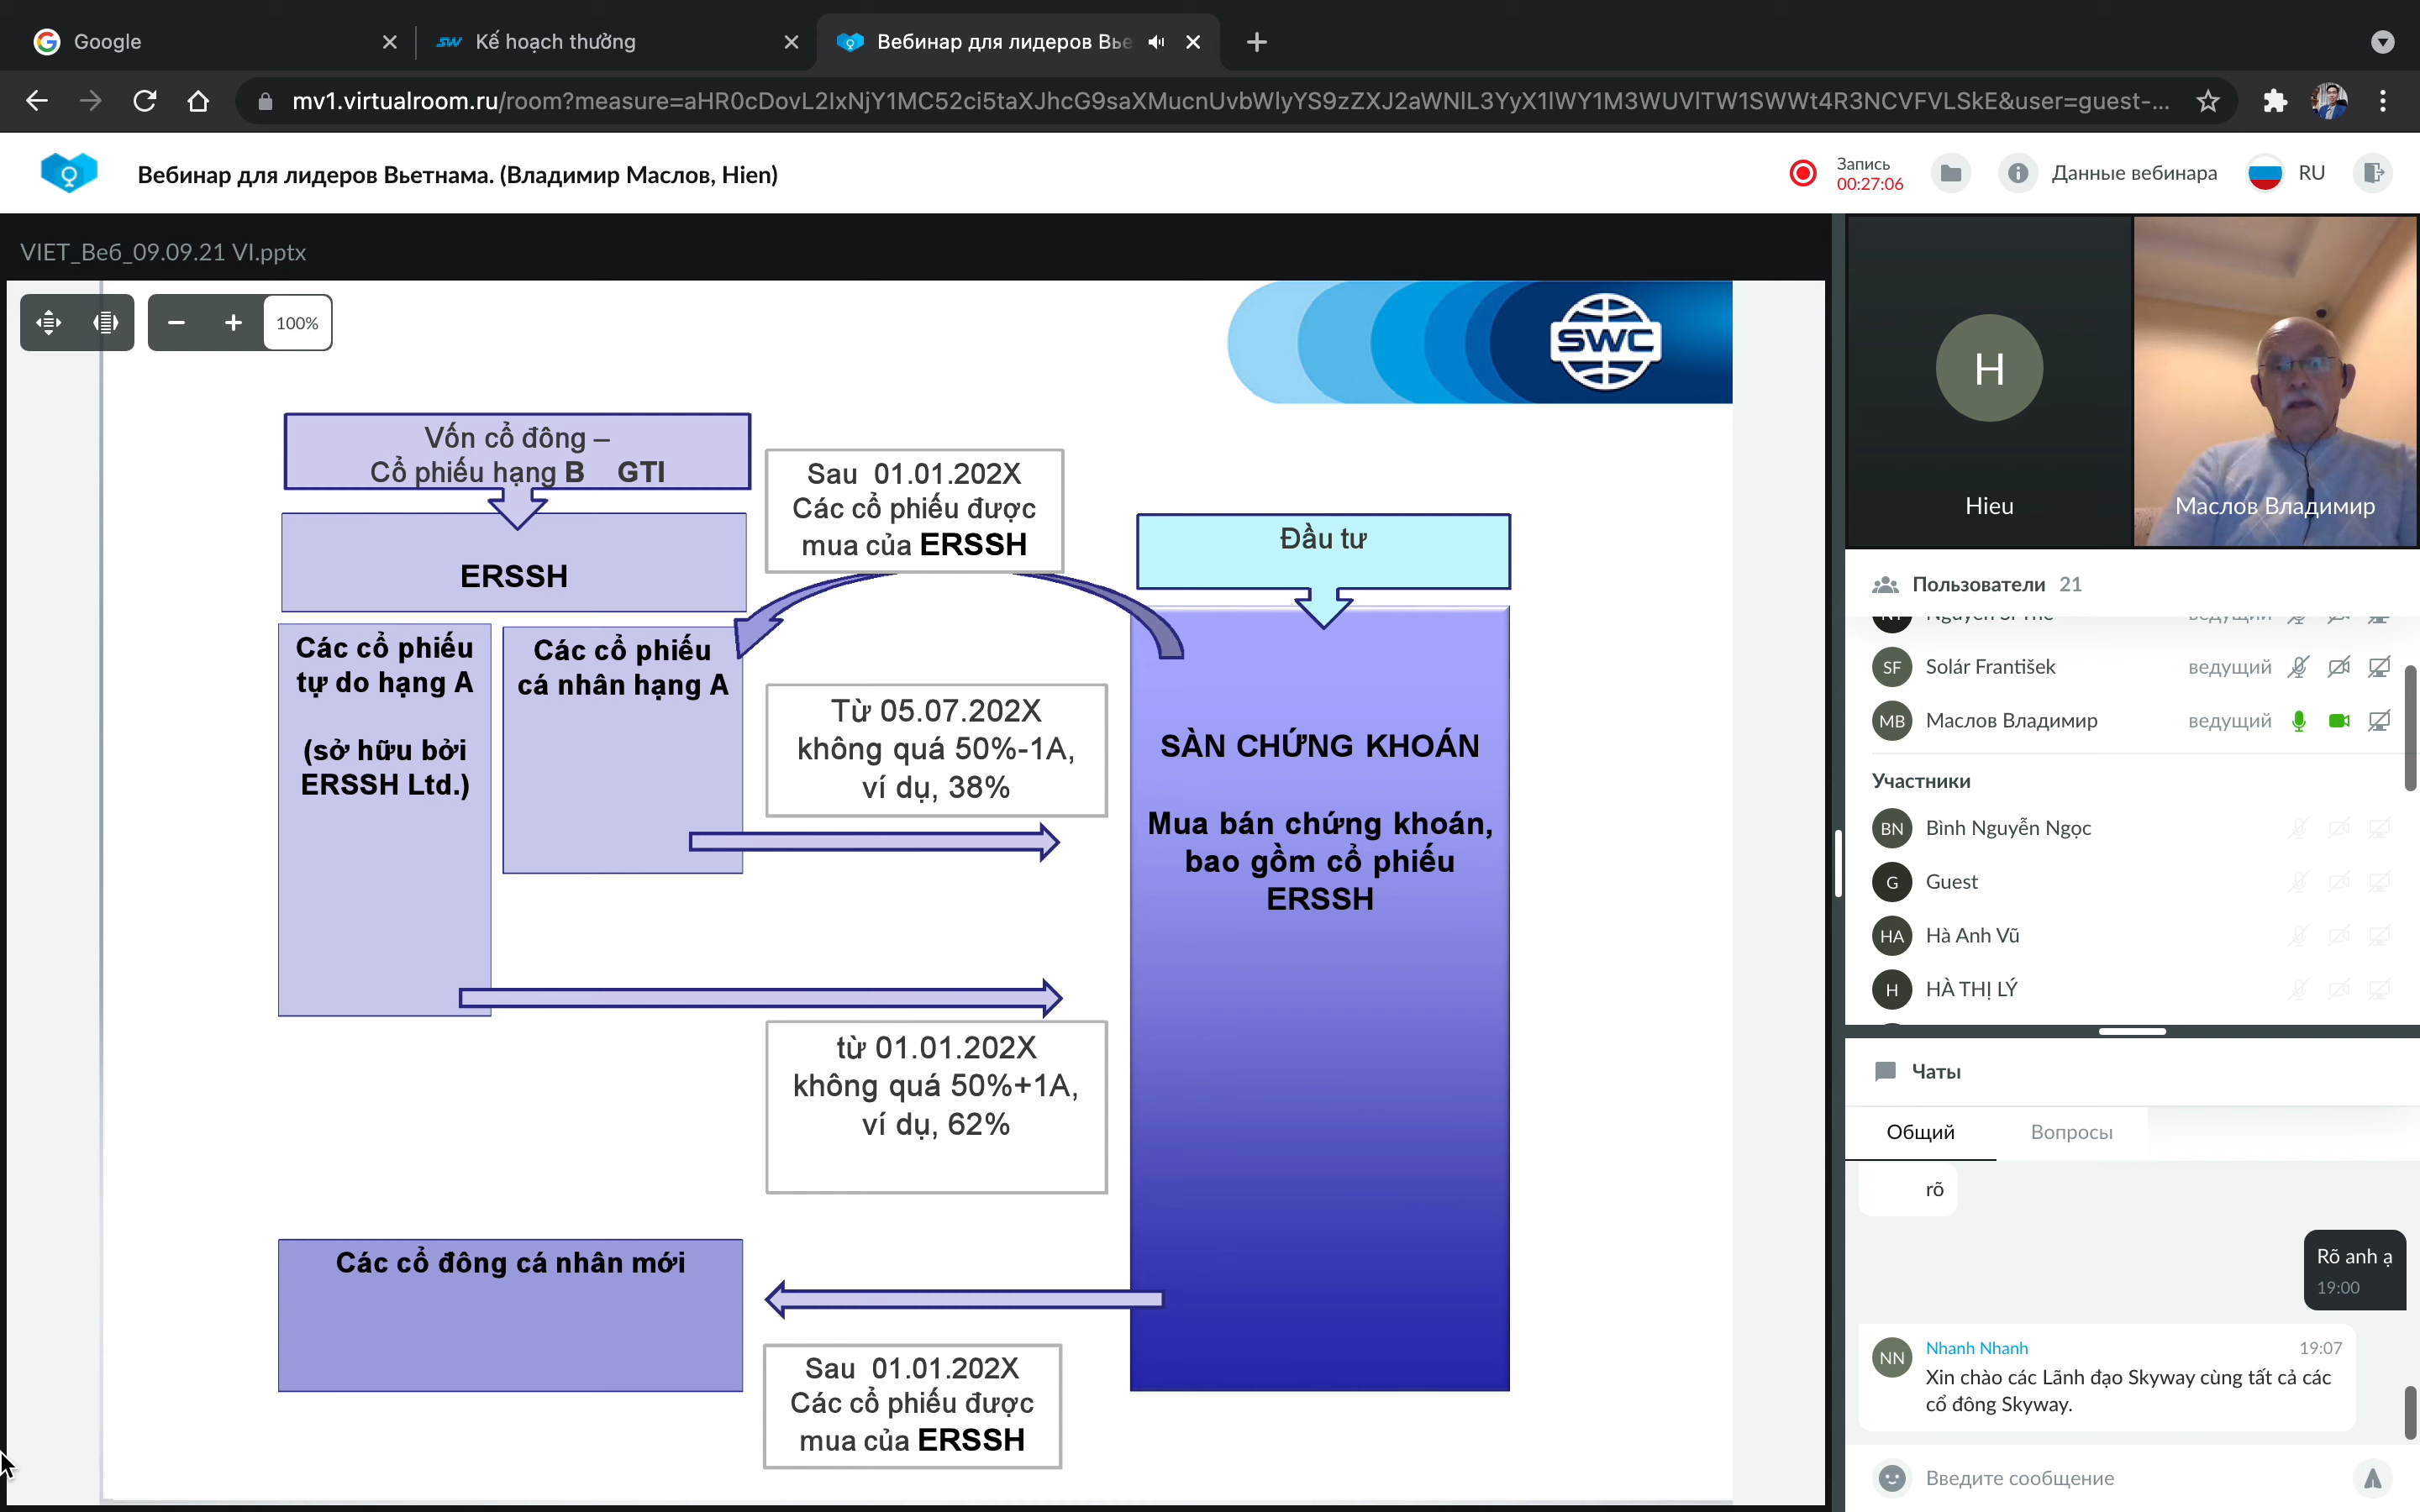 Google
Kế hoạch thưởng
Вебинар для лидеров Вье
mv1.virtualroom.ru/room?measure=aHR0cDovL2IxNjY1MC52ci5taXJhcG9saXMucnUvbWlyYS9zZXJ2aWNlL3YyX1lWY1M3WUVlTW1SWWt4R3NCVFVLSkE&user=guest-...
Вебинар для лидеров Вьетнама. (Владимир Маслов, Hien)
Запись
00:27:06
Данные вебинара
RU
VIET_Веб_09.09.21 VI.pptx
100%
SWC
Vốn cổ đông –
Cổ phiếu hạng B GTI
ERSSH
Các cổ phiếu
tự do hạng A
(sở hữu bởi
ERSSH Ltd.)
Các cổ phiếu
cá nhân hạng A
Sau 01.01.202X
Các cổ phiếu được
mua của ERSSH
Đầu tư
Từ 05.07.202X
không quá 50%-1A,
ví dụ, 38%
SÀN CHỨNG KHOÁN
Mua bán chứng khoán,
bao gồm cổ phiếu
ERSSH
từ 01.01.202X
không quá 50%+1A,
ví dụ, 62%
Các cổ đông cá nhân mới
Sau 01.01.202X
Các cổ phiếu được
mua của ERSSH
H
Hieu
Маслов Владимир
Пользователи 21
SF Solár František ведущий
МВ Маслов Владимир ведущий
Участники
BN Bình Nguyễn Ngọc
G Guest
HA Hà Anh Vũ
H HÀ THỊ LÝ
Чаты
Общий Вопросы
rõ
Rõ anh ạ
19:00
NN Nhanh Nhanh 19:07
Xin chào các Lãnh đạo Skyway cùng tất cả các
cổ đông Skyway.
Введите сообщение